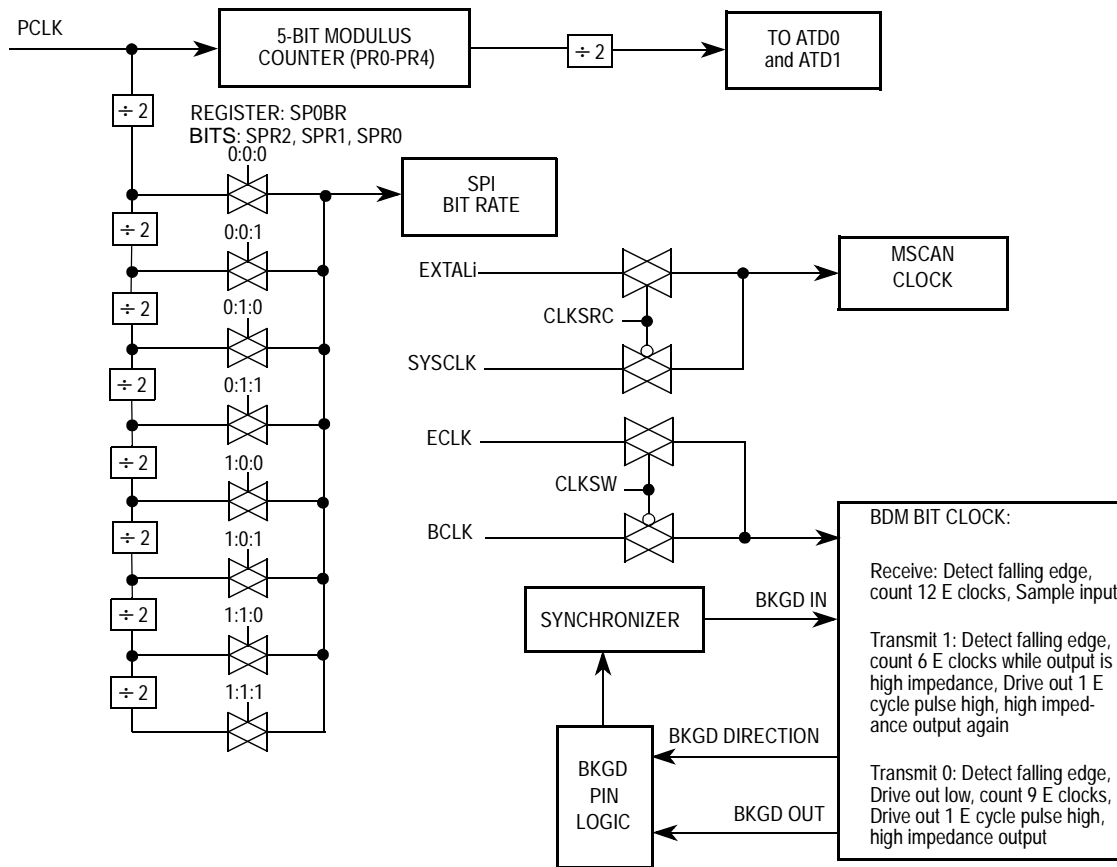 PCLK
5-BIT MODULUS
COUNTER (PR0-PR4)
÷ 2
TO ATD0
and ATD1
÷ 2
REGISTER: SP0BR
BITS: SPR2, SPR1, SPR0
0:0:0
SPI
BIT RATE
÷ 2
0:0:1
÷ 2
0:1:0
÷ 2
0:1:1
÷ 2
1:0:0
÷ 2
1:0:1
÷ 2
1:1:0
÷ 2
1:1:1
EXTALi
MSCAN
CLOCK
CLKSRC
SYSCLK
ECLK
CLKSW
BCLK
BDM BIT CLOCK:
Receive: Detect falling edge,
count 12 E clocks, Sample input
Transmit 1: Detect falling edge,
count 6 E clocks while output is
high impedance, Drive out 1 E
cycle pulse high, high imped-
ance output again
Transmit 0: Detect falling edge,
Drive out low, count 9 E clocks,
Drive out 1 E cycle pulse high,
high impedance output
SYNCHRONIZER
BKGD IN
BKGD DIRECTION
BKGD OUT
BKGD
PIN
LOGIC